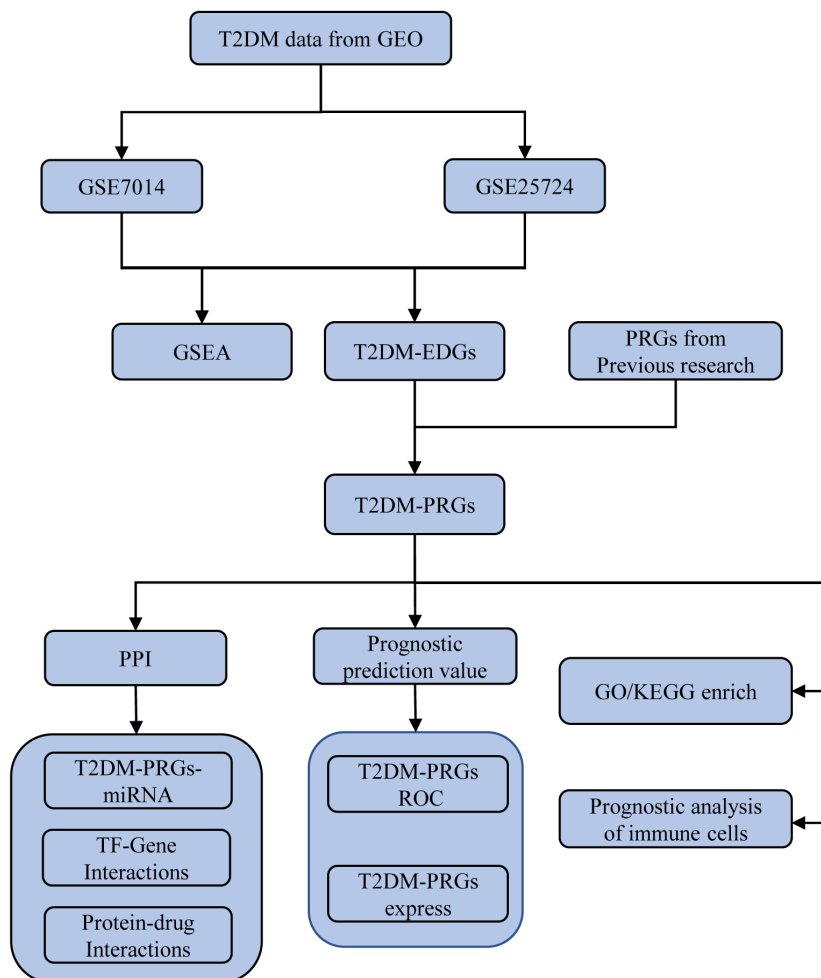 T2DM data from GEO
GSE7014
GSE25724
GSEA
T2DM-EDGs
PRGs from
Previous research
T2DM-PRGs
PPI
Prognostic
prediction value
GO/KEGG enrich
T2DM-PRGs-
miRNA
TF-Gene
Interactions
Protein-drug
Interactions
T2DM-PRGs
ROC
T2DM-PRGs
express
Prognostic analysis
of immune cells